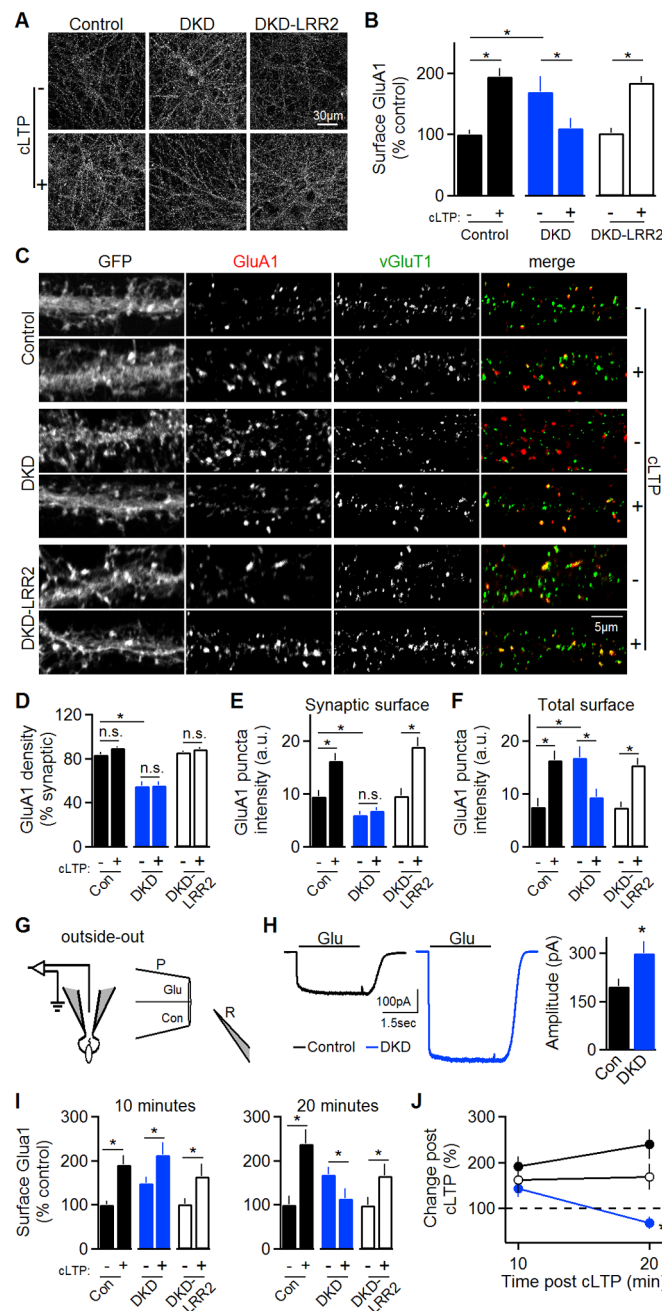 A
Control DKD DKD-LRR2
cLTP
-
+
30μm
B
Surface GluA1
(% control)
200
100
0
* * * *
cLTP: - + - + - +
Control DKD DKD-LRR2
C
GFP GluA1 vGluT1 merge
Control
DKD
DKD-LRR2
-
+
-
+
-
+
cLTP
5μm
D
GluA1 density
(% synaptic)
120
80
40
0
*
n.s. n.s. n.s.
cLTP: - + - + - +
Con DKD DKD-
LRR2
E
Synaptic surface
GluA1 puncta
intensity (a.u.)
20
10
0
* * n.s. *
- + - + - +
Con DKD DKD-
LRR2
F
Total surface
GluA1 puncta
intensity (a.u.)
20
10
0
* * * *
- + - + - +
Con DKD DKD-
LRR2
G
outside-out
P
Glu
Con
R
H
Glu Glu
100pA
1.5sec
Control DKD
Amplitude (pA)
300
150
0
*
Con DKD
I
10 minutes
Surface Glua1
(% control)
300
200
100
0
* * *
cLTP: - + - + - +
Con DKD DKD-
LRR2
20 minutes
300
200
100
0
* * *
- + - + - +
Con DKD DKD-
LRR2
J
Change post
cLTP (%)
300
200
100
0
*
10 20
Time post cLTP (min)